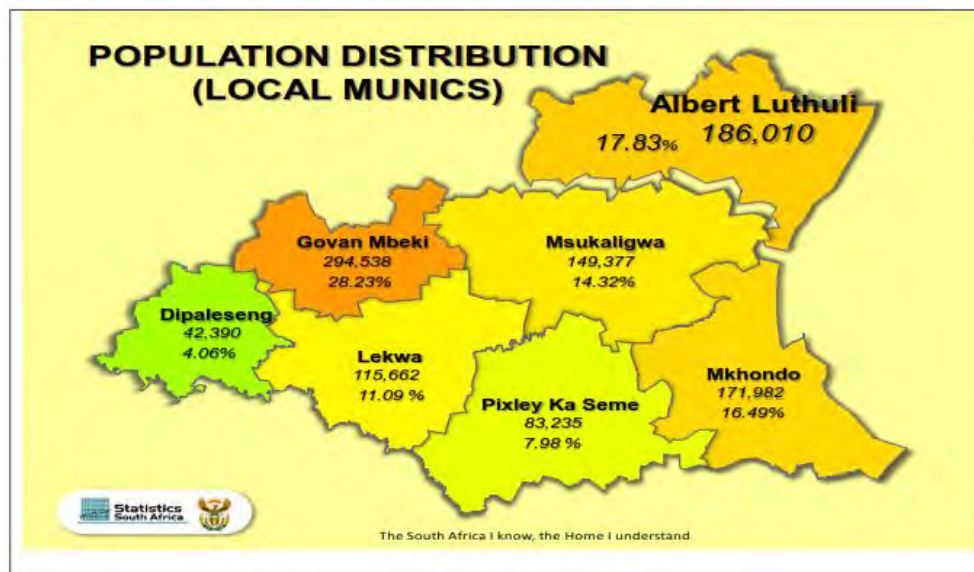 POPULATION DISTRIBUTION
(LOCAL MUNICS)
Albert Luthuli
186,010
17.83%
Govan Mbeki
294,538
28.23%
Msukaligwa
149,377
14.32%
Dipaleseng
42,390
4.06%
Lekwa
115,662
11.09 %
Pixley Ka Seme
83,235
7.98 %
Mkhondo
171,982
16.49%
Statistics
South Africa
The South Africa I know, the Home I understand